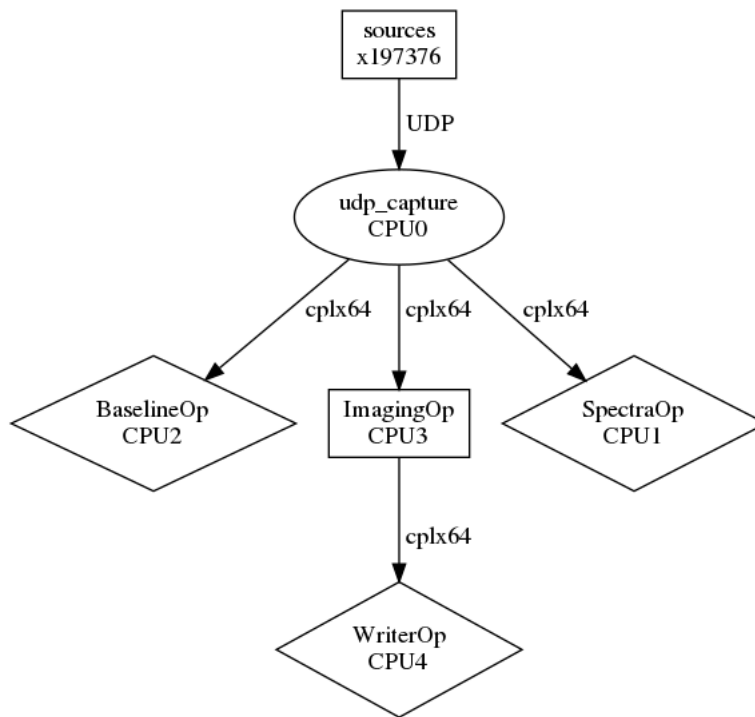 sources
x197376
UDP
udp_capture
CPU0
cplx64
cplx64
cplx64
BaselineOp
CPU2
ImagingOp
CPU3
SpectraOp
CPU1
cplx64
WriterOp
CPU4